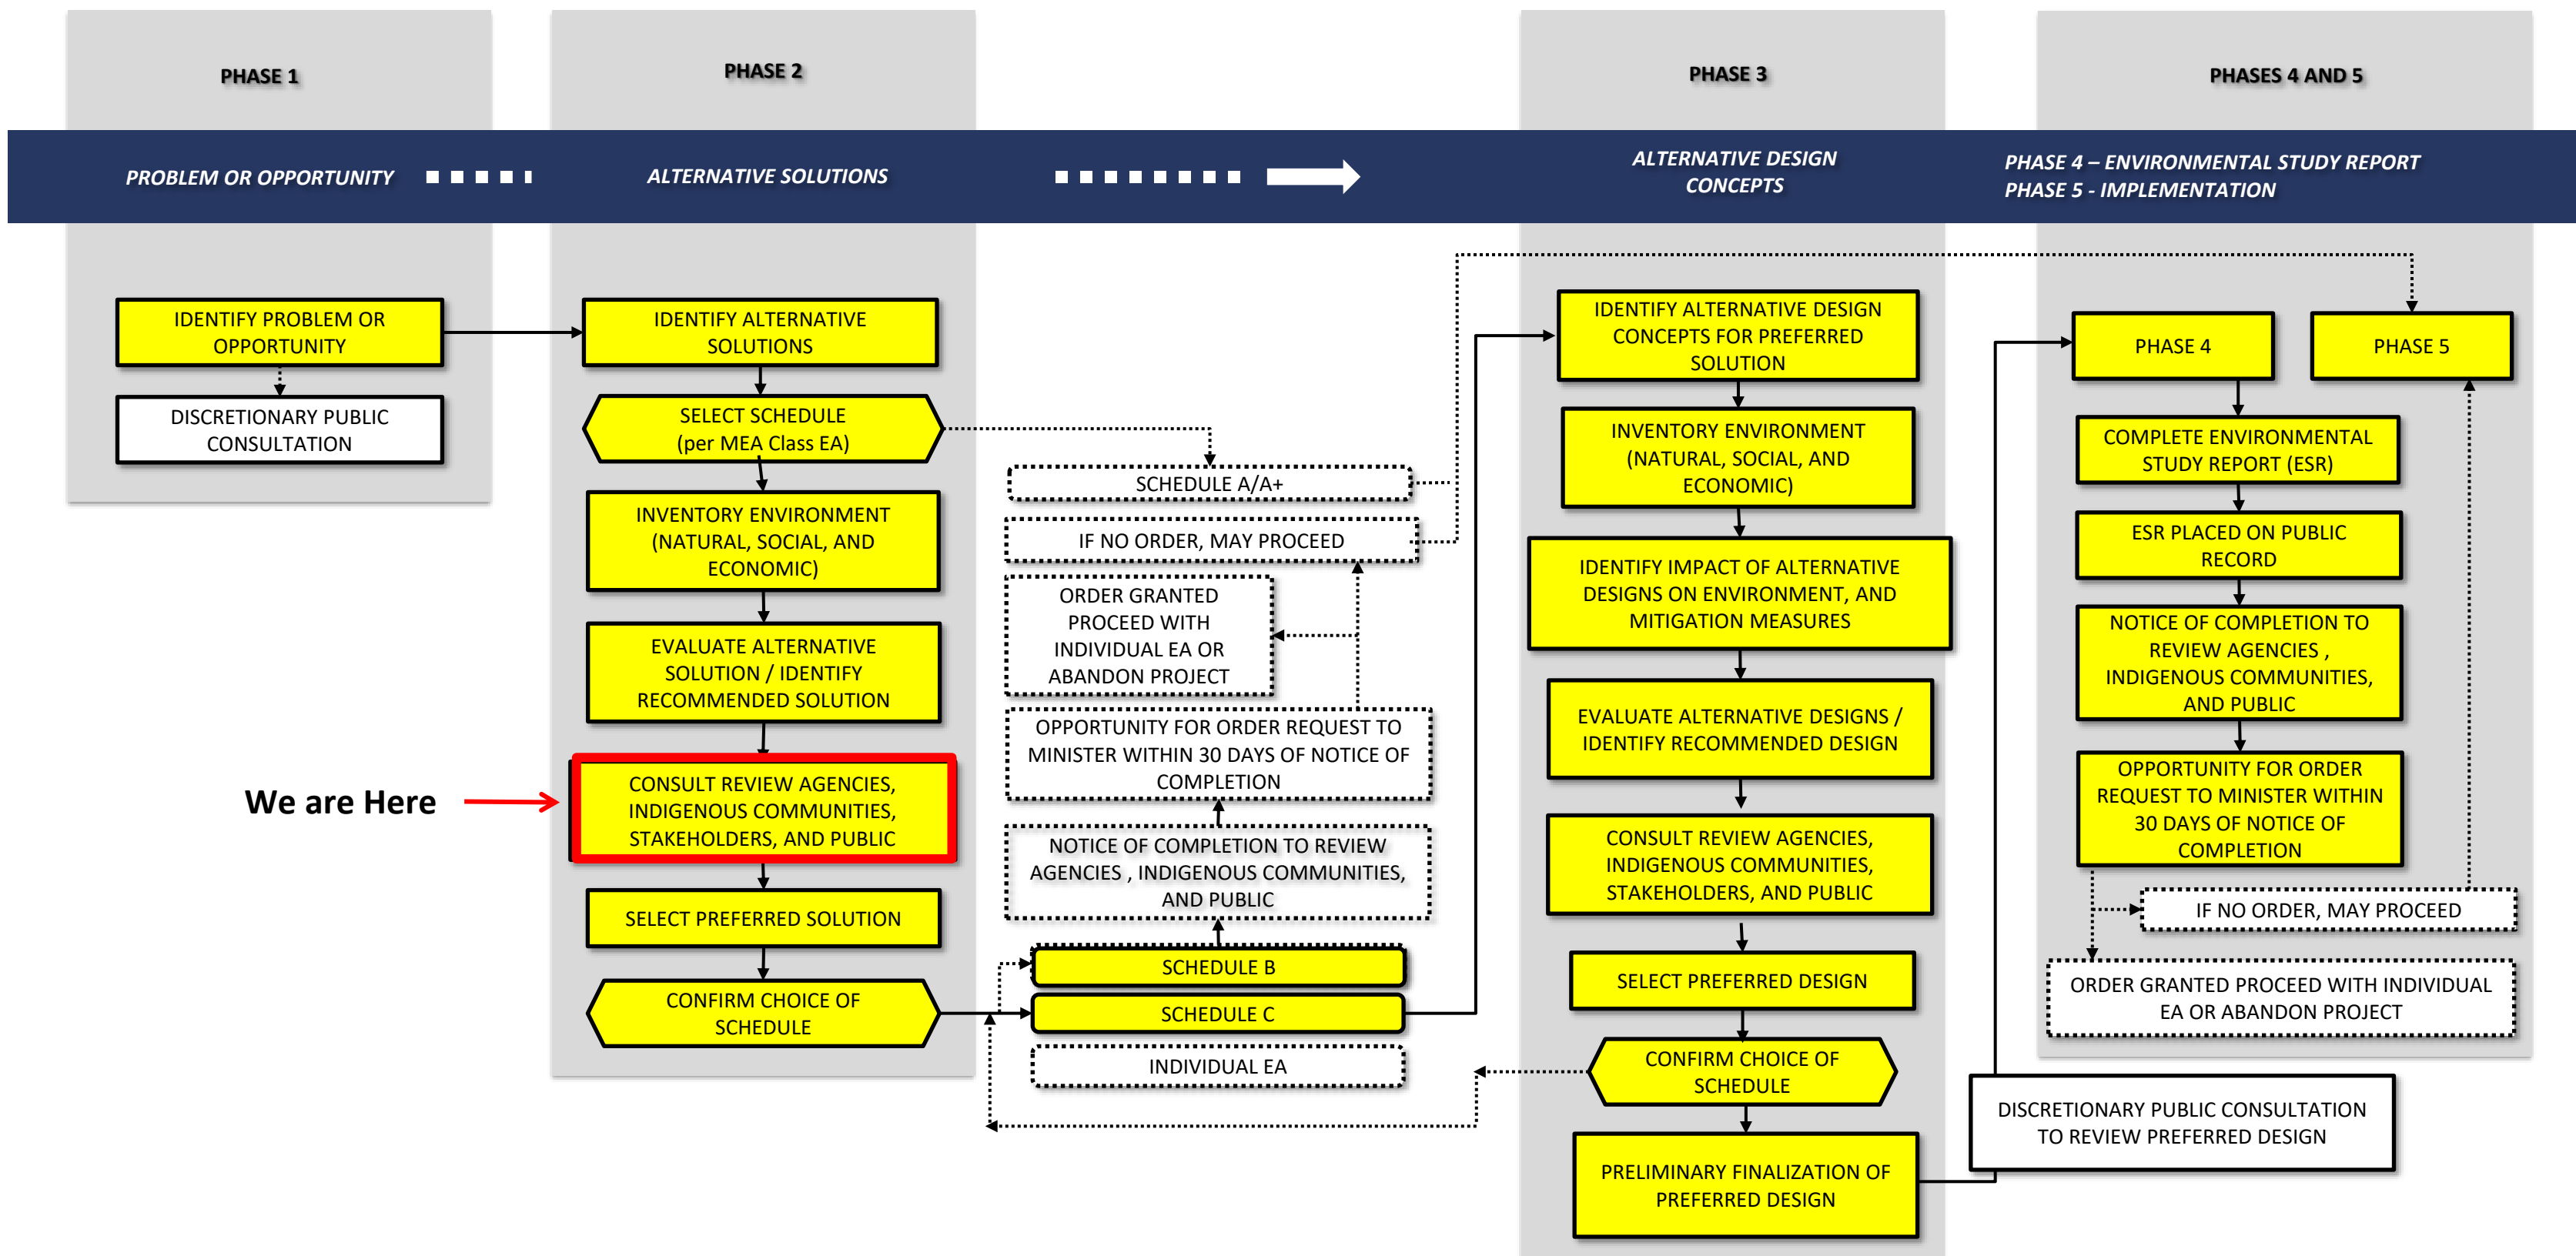 PHASE 1
PHASE 2
PHASE 3
PHASES 4 AND 5
PROBLEM OR OPPORTUNITY
ALTERNATIVE SOLUTIONS
ALTERNATIVE DESIGN
CONCEPTS
PHASE 4 – ENVIRONMENTAL STUDY REPORT
PHASE 5 - IMPLEMENTATION
IDENTIFY PROBLEM OR
OPPORTUNITY
DISCRETIONARY PUBLIC
CONSULTATION
We are Here
IDENTIFY ALTERNATIVE
SOLUTIONS
SELECT SCHEDULE
(per MEA Class EA)
INVENTORY ENVIRONMENT
(NATURAL, SOCIAL, AND
ECONOMIC)
EVALUATE ALTERNATIVE
SOLUTION / IDENTIFY
RECOMMENDED SOLUTION
CONSULT REVIEW AGENCIES,
INDIGENOUS COMMUNITIES,
STAKEHOLDERS, AND PUBLIC
SELECT PREFERRED SOLUTION
CONFIRM CHOICE OF
SCHEDULE
SCHEDULE A/A+
IF NO ORDER, MAY PROCEED
ORDER GRANTED
PROCEED WITH
INDIVIDUAL EA OR
ABANDON PROJECT
OPPORTUNITY FOR ORDER REQUEST TO
MINISTER WITHIN 30 DAYS OF NOTICE OF
COMPLETION
NOTICE OF COMPLETION TO REVIEW
AGENCIES , INDIGENOUS COMMUNITIES,
AND PUBLIC
SCHEDULE B
SCHEDULE C
INDIVIDUAL EA
IDENTIFY ALTERNATIVE DESIGN
CONCEPTS FOR PREFERRED
SOLUTION
INVENTORY ENVIRONMENT
(NATURAL, SOCIAL, AND
ECONOMIC)
IDENTIFY IMPACT OF ALTERNATIVE
DESIGNS ON ENVIRONMENT, AND
MITIGATION MEASURES
EVALUATE ALTERNATIVE DESIGNS /
IDENTIFY RECOMMENDED DESIGN
CONSULT REVIEW AGENCIES,
INDIGENOUS COMMUNITIES,
STAKEHOLDERS, AND PUBLIC
SELECT PREFERRED DESIGN
CONFIRM CHOICE OF
SCHEDULE
PRELIMINARY FINALIZATION OF
PREFERRED DESIGN
PHASE 4
PHASE 5
COMPLETE ENVIRONMENTAL
STUDY REPORT (ESR)
ESR PLACED ON PUBLIC
RECORD
NOTICE OF COMPLETION TO
REVIEW AGENCIES ,
INDIGENOUS COMMUNITIES,
AND PUBLIC
OPPORTUNITY FOR ORDER
REQUEST TO MINISTER WITHIN
30 DAYS OF NOTICE OF
COMPLETION
IF NO ORDER, MAY PROCEED
ORDER GRANTED PROCEED WITH INDIVIDUAL
EA OR ABANDON PROJECT
DISCRETIONARY PUBLIC CONSULTATION
TO REVIEW PREFERRED DESIGN